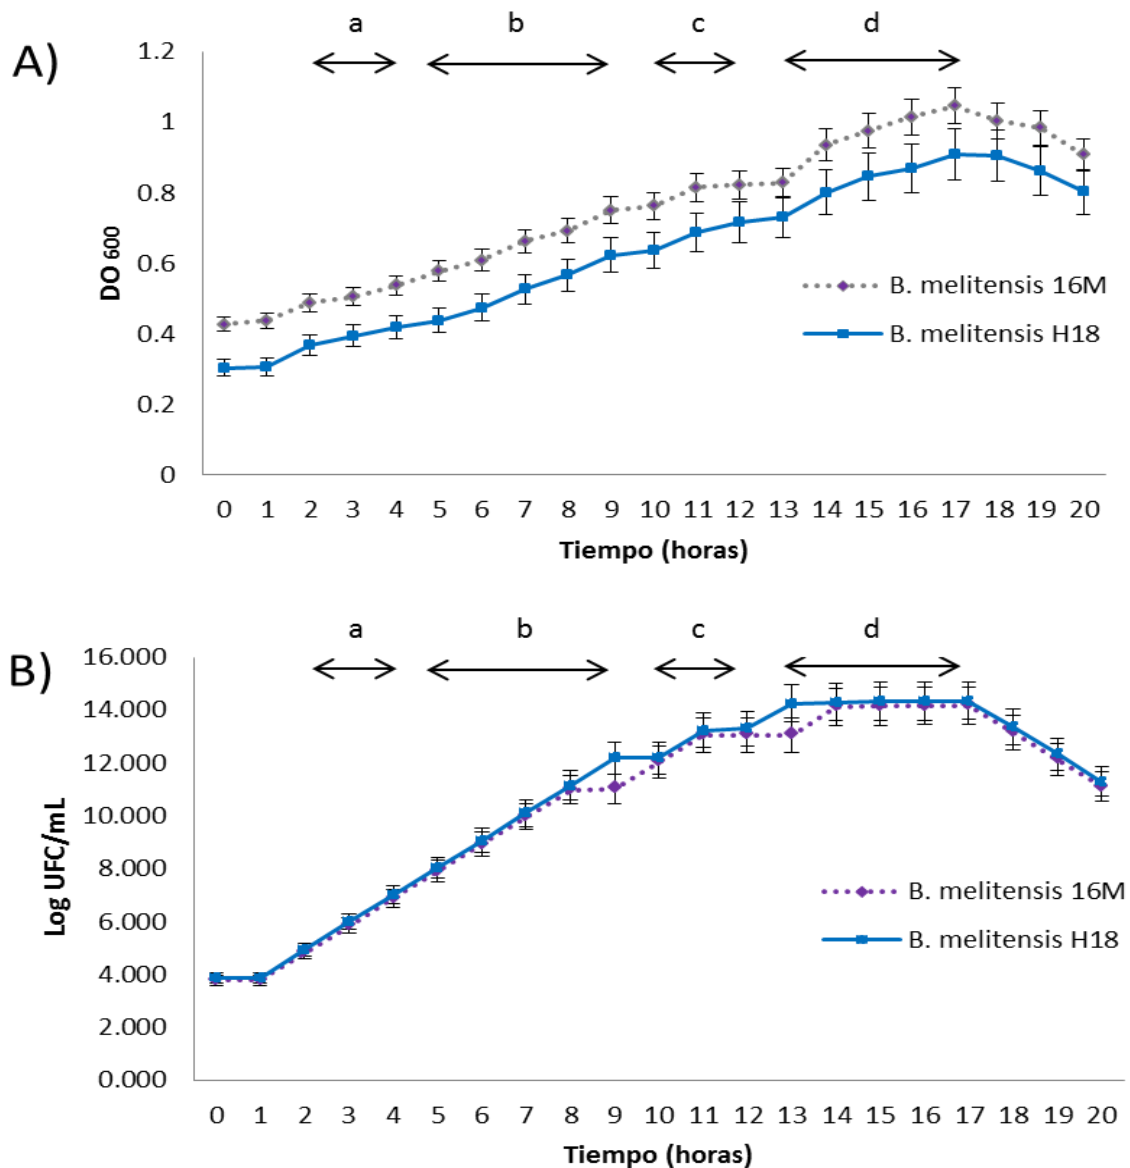 A)
a b c d
1.2
1
0.8
0.6
0.4
0.2
0
DO 600
B. melitensis 16M
B. melitensis H18
0 1 2 3 4 5 6 7 8 9 10 11 12 13 14 15 16 17 18 19 20
Tiempo (horas)
B)
a b c d
16.000
14.000
12.000
10.000
8.000
6.000
4.000
2.000
0.000
Log UFC/mL
B. melitensis 16M
B. melitensis H18
0 1 2 3 4 5 6 7 8 9 10 11 12 13 14 15 16 17 18 19 20
Tiempo (horas)